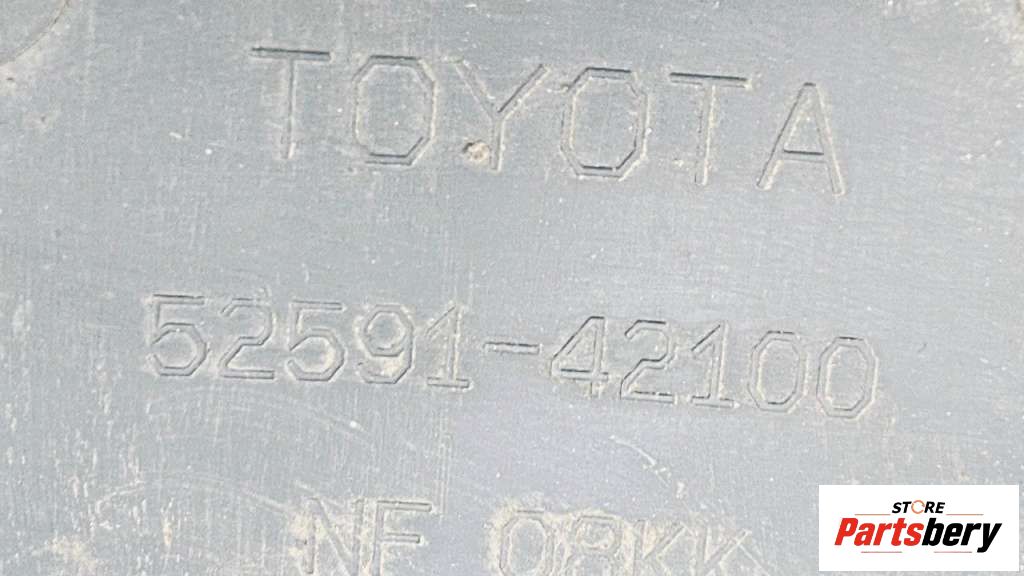 TOYOTA
52591-42100
NF 08KK
STORE
Partsbery